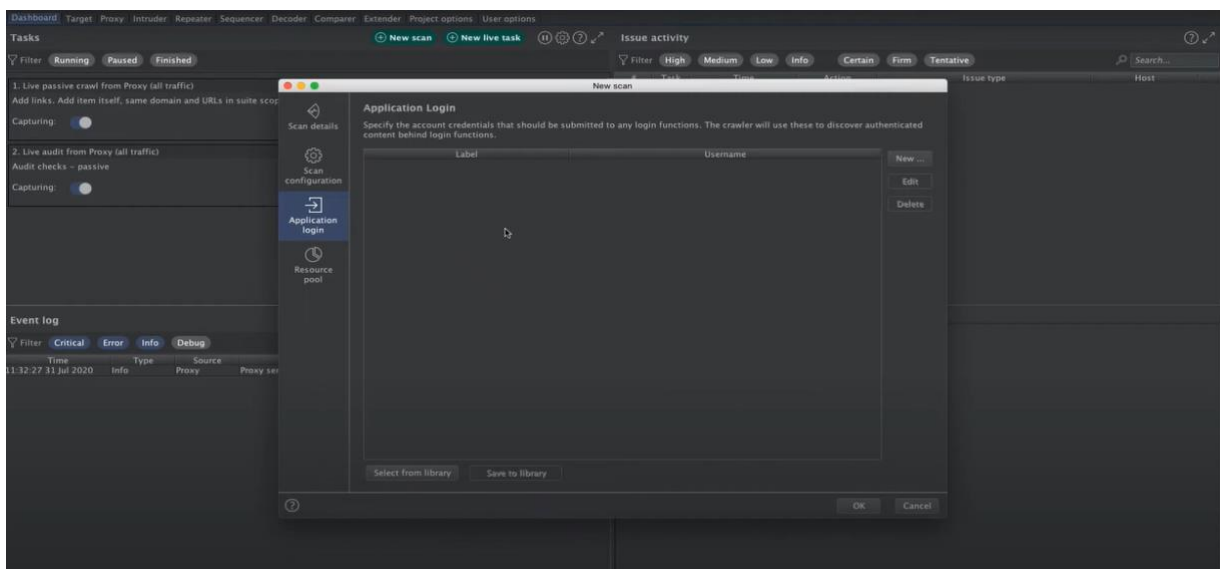 Dashboard Target Proxy Intruder Repeater Sequencer Decoder Comparer Extender Project options User options
Tasks
New scan
New live task
Filter Running Paused Finished
1. Live passive crawl from Proxy (all traffic)
Add links. Add item itself, same domain and URLs in suite scop
Capturing:
2. Live audit from Proxy (all traffic)
Audit checks – passive
Capturing:
Event log
Filter Critical Error Info Debug
Time Type Source
11:32:27 31 Jul 2020 Info Proxy Proxy ser
Issue activity
Filter High Medium Low Info Certain Firm Tentative Search...
# Task Time Action Issue type Host
New scan
Scan details
Scan
configuration
Application
login
Resource
pool
Application Login
Specify the account credentials that should be submitted to any login functions. The crawler will use these to discover authenticated
content behind login functions.
Label Username
New ...
Edit
Delete
Select from library Save to library
OK Cancel